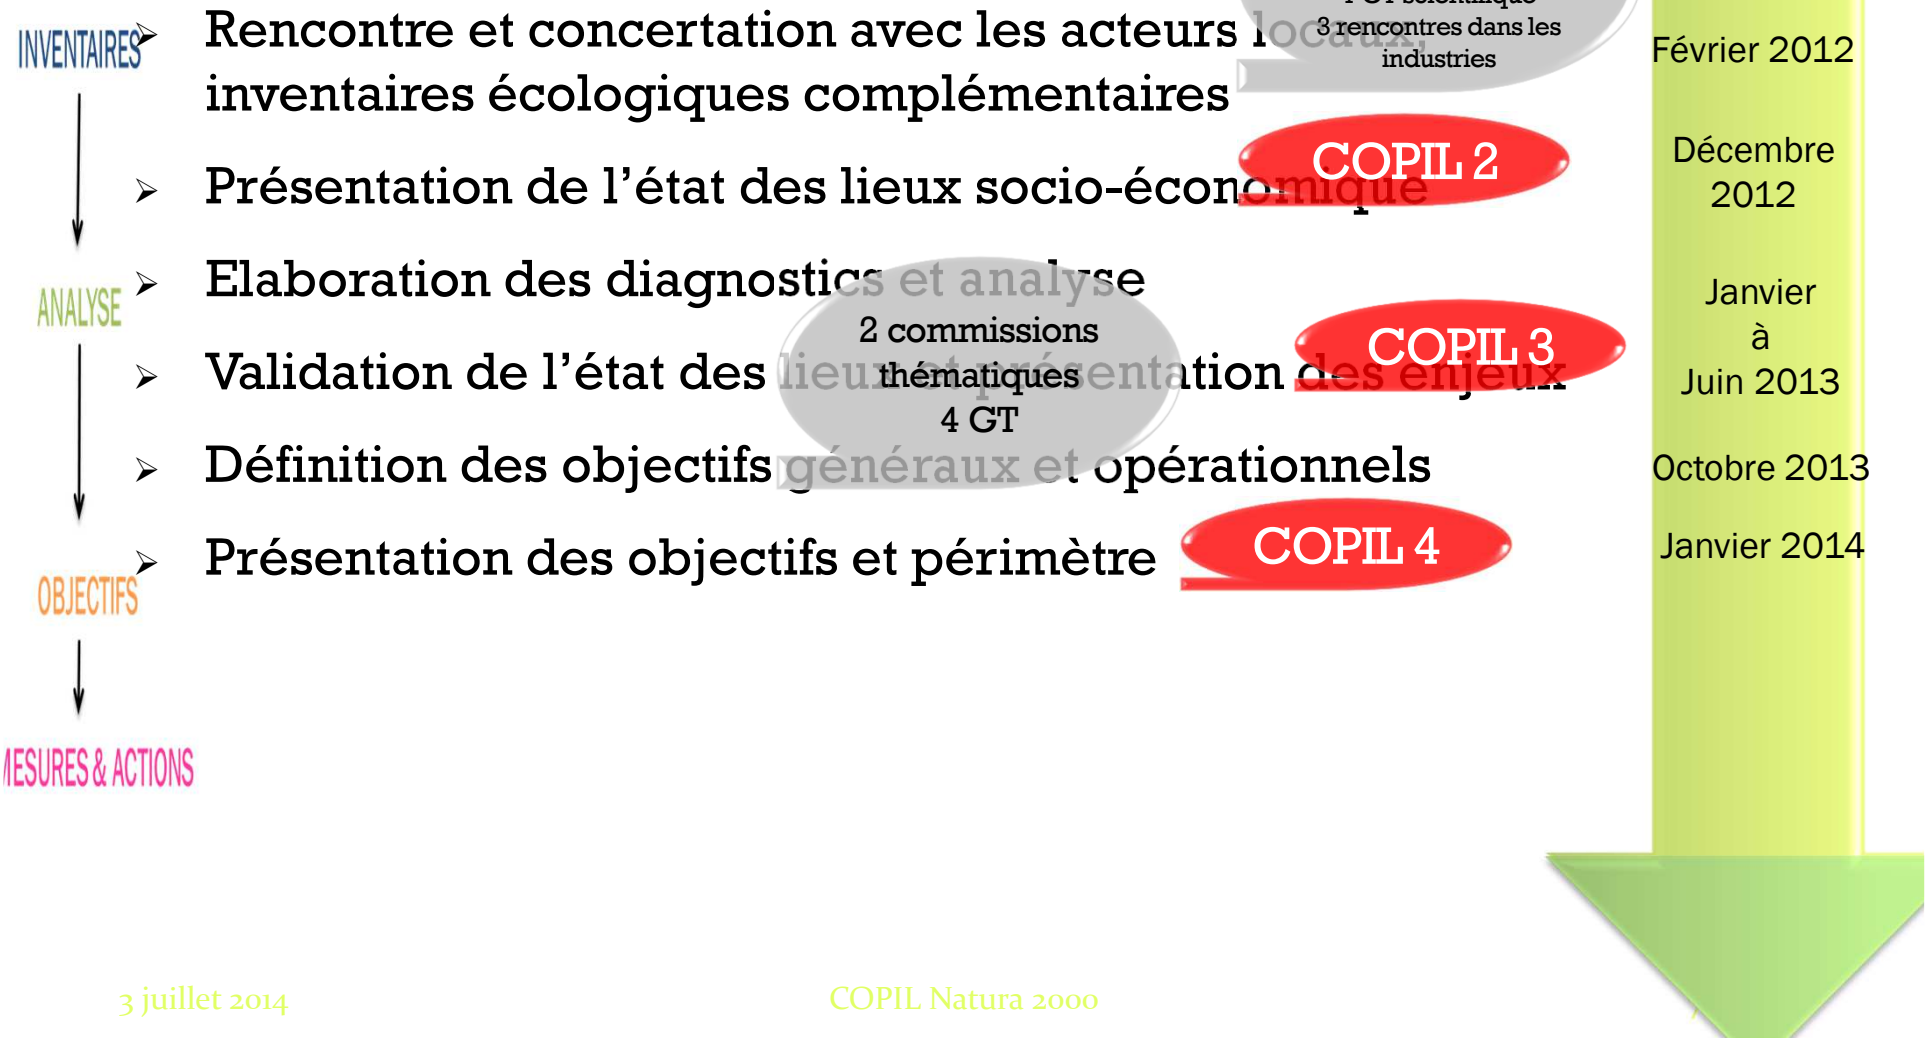 INVENTAIRES
Rencontre et concertation avec les acteurs locaux,
inventaires écologiques complémentaires
3 rencontres dans les
industries
Février 2012
COPIL 2
Présentation de l’état des lieux socio-économique
Décembre
2012
ANALYSE
Elaboration des diagnostics et analyse
2 commissions
thématiques
4 GT
Janvier
à
Juin 2013
COPIL 3
Validation de l’état des lieux et présentation des enjeux
Définition des objectifs généraux et opérationnels
Octobre 2013
Présentation des objectifs et périmètre
COPIL 4
Janvier 2014
OBJECTIFS
& ACTIONS
3 juillet 2014
COPIL Natura 2000